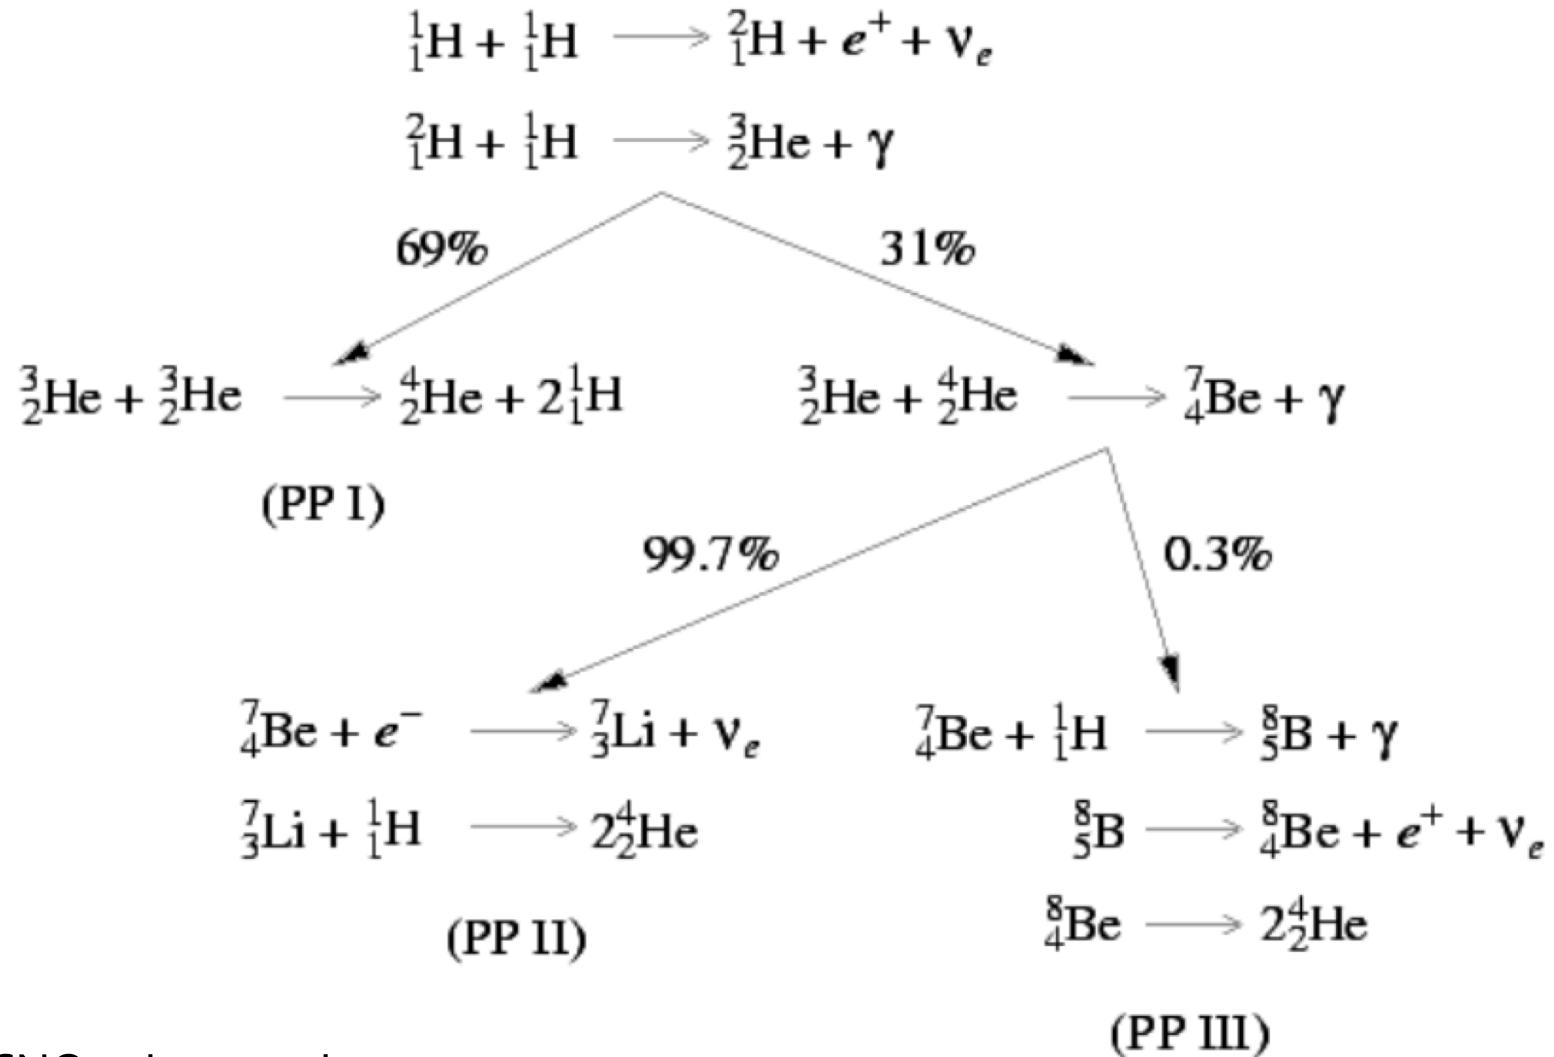 ¹₁H + ¹₁H ⟶ ²₁H + e⁺ + νₑ
²₁H + ¹₁H ⟶ ³₂He + γ
69% 31%
³₂He + ³₂He ⟶ ⁴₂He + 2¹₁H
³₂He + ⁴₂He ⟶ ⁷₄Be + γ
(PP I)
99.7% 0.3%
⁷₄Be + e⁻ ⟶ ⁷₃Li + νₑ
⁷₃Li + ¹₁H ⟶ 2⁴₂He
(PP II)
⁷₄Be + ¹₁H ⟶ ⁸₅B + γ
⁸₅B ⟶ ⁸₄Be + e⁺ + νₑ
⁸₄Be ⟶ 2⁴₂He
(PP III)